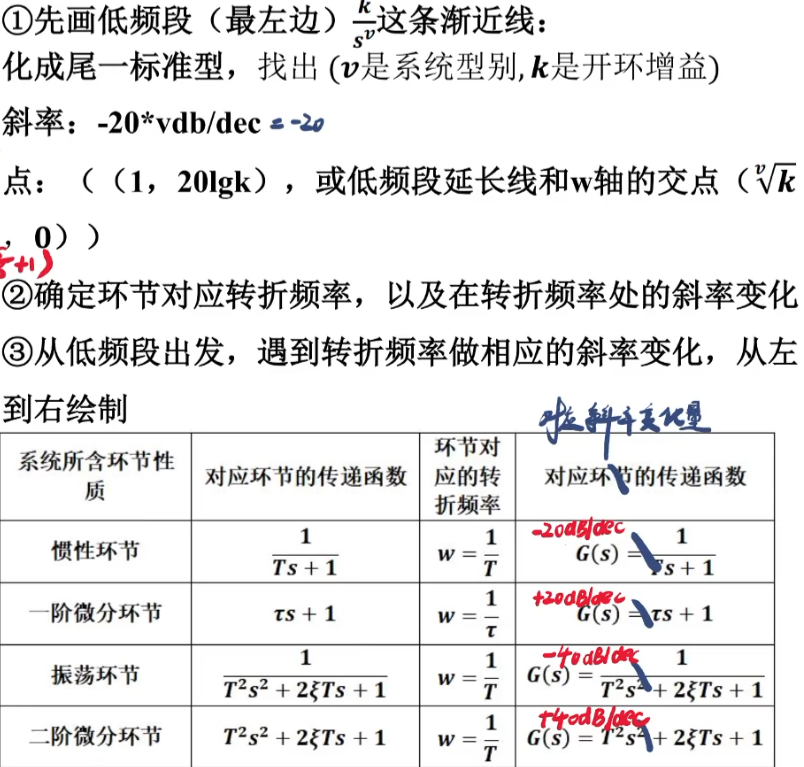 ①先画低频段（最左边）k/s^v这条渐近线：
化成尾一标准型，找出 (v是系统型别, k是开环增益)
斜率：-20*vdb/dec =-20
点：（（1，20lgk），或低频段延长线和w轴的交点（^v√k
，0））
+1)
②确定环节对应转折频率，以及在转折频率处的斜率变化
③从低频段出发，遇到转折频率做相应的斜率变化，从左
到右绘制
对应斜率变化量
系统所含环节性质 对应环节的传递函数 环节对应的转折频率 对应环节的传递函数
惯性环节 1/(Ts + 1) w = 1/T -20dB/dec G(s) = 1/(Ts + 1)
一阶微分环节 τs + 1 w = 1/τ +20dB/dec G(s) = τs + 1
振荡环节 1/(T²s² + 2ξTs + 1) w = 1/T -40dB/dec G(s) = 1/(T²s² + 2ξTs + 1)
二阶微分环节 T²s² + 2ξTs + 1 w = 1/T +40dB/dec G(s) = T²s² + 2ξTs + 1